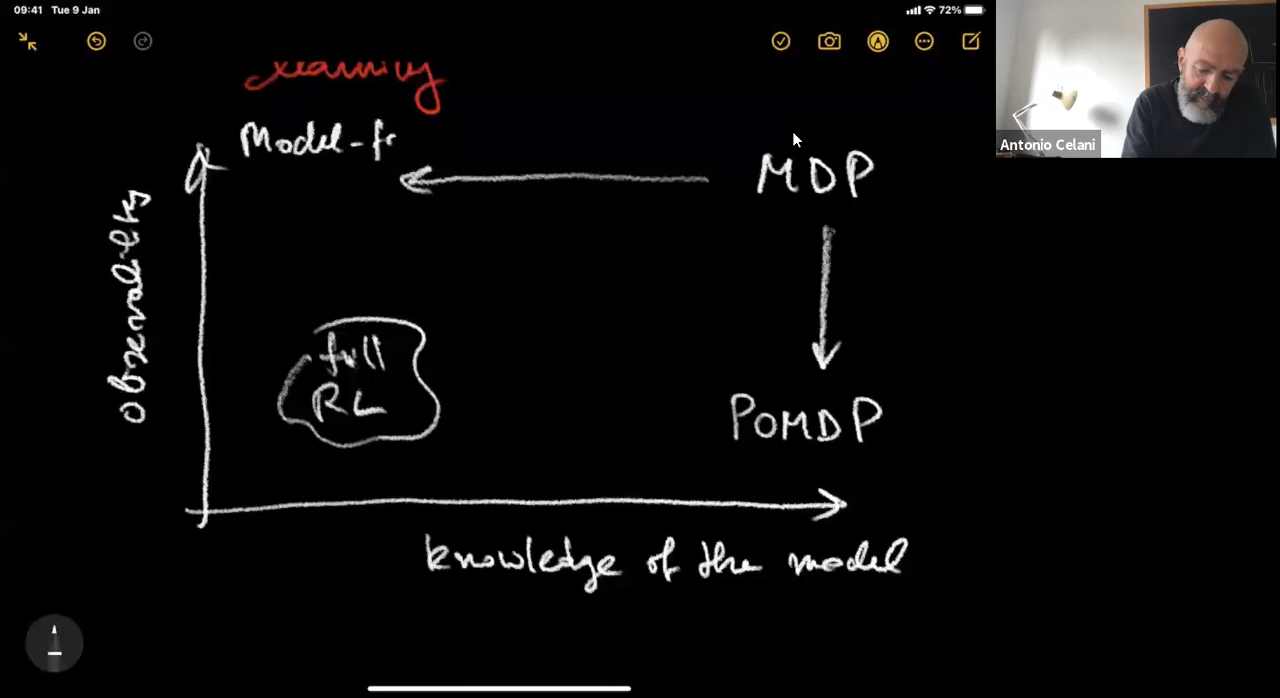 09:41 Tue 9 Jan
72%
learning
Model-fr
MDP
Antonio Celani
observability
full
RL
POMDP
knowledge of the model